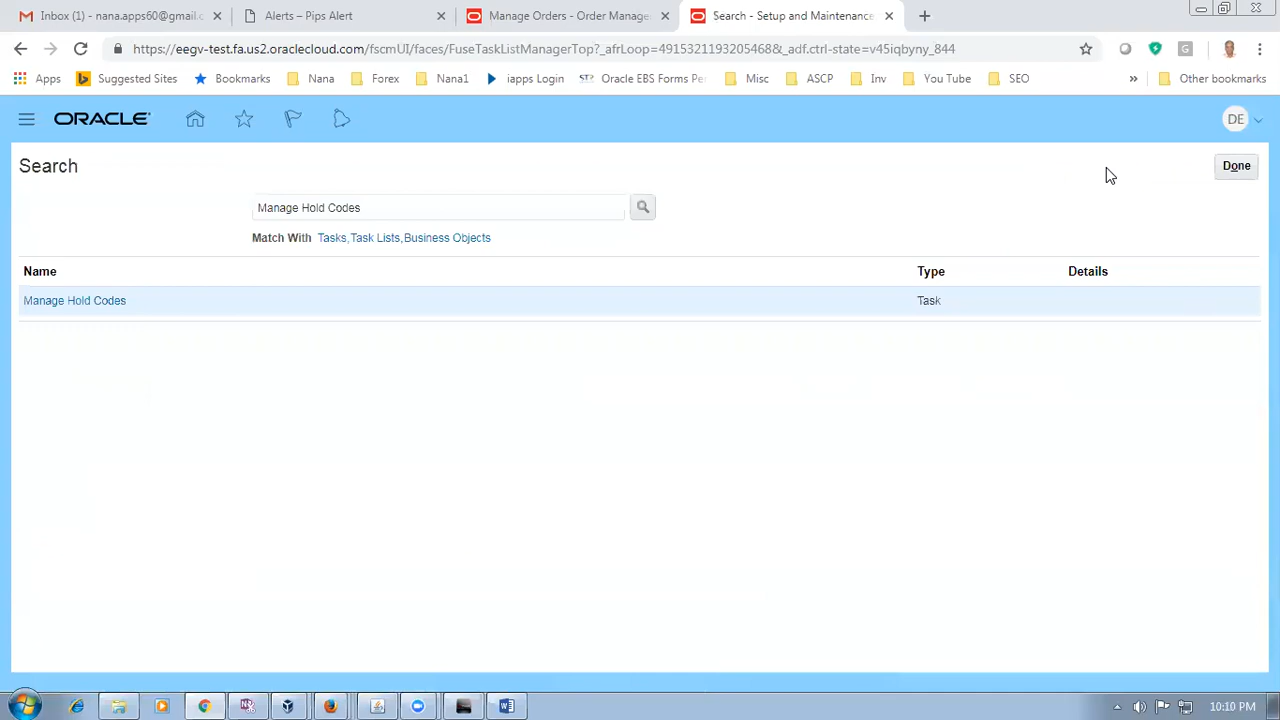 Inbox (1) - nana.apps60@gmail.c
Alerts – Pips Alert
Manage Orders - Order Manage
Search - Setup and Maintenance
https://eegv-test.fa.us2.oraclecloud.com/fscmUI/faces/FuseTaskListManagerTop?_afrLoop=49153211932054688&_adf.ctrl-state=v45iqbyny_844
Apps
Suggested Sites
Bookmarks
Nana
Forex
Nana1
iapps Login
Oracle EBS Forms Pe
Misc
ASCP
Inv
You Tube
SEO
»
Other bookmarks
ORACLE
DE
Search
Done
Manage Hold Codes
Match With Tasks,Task Lists,Business Objects
Name Type Details
Manage Hold Codes Task
10:10 PM